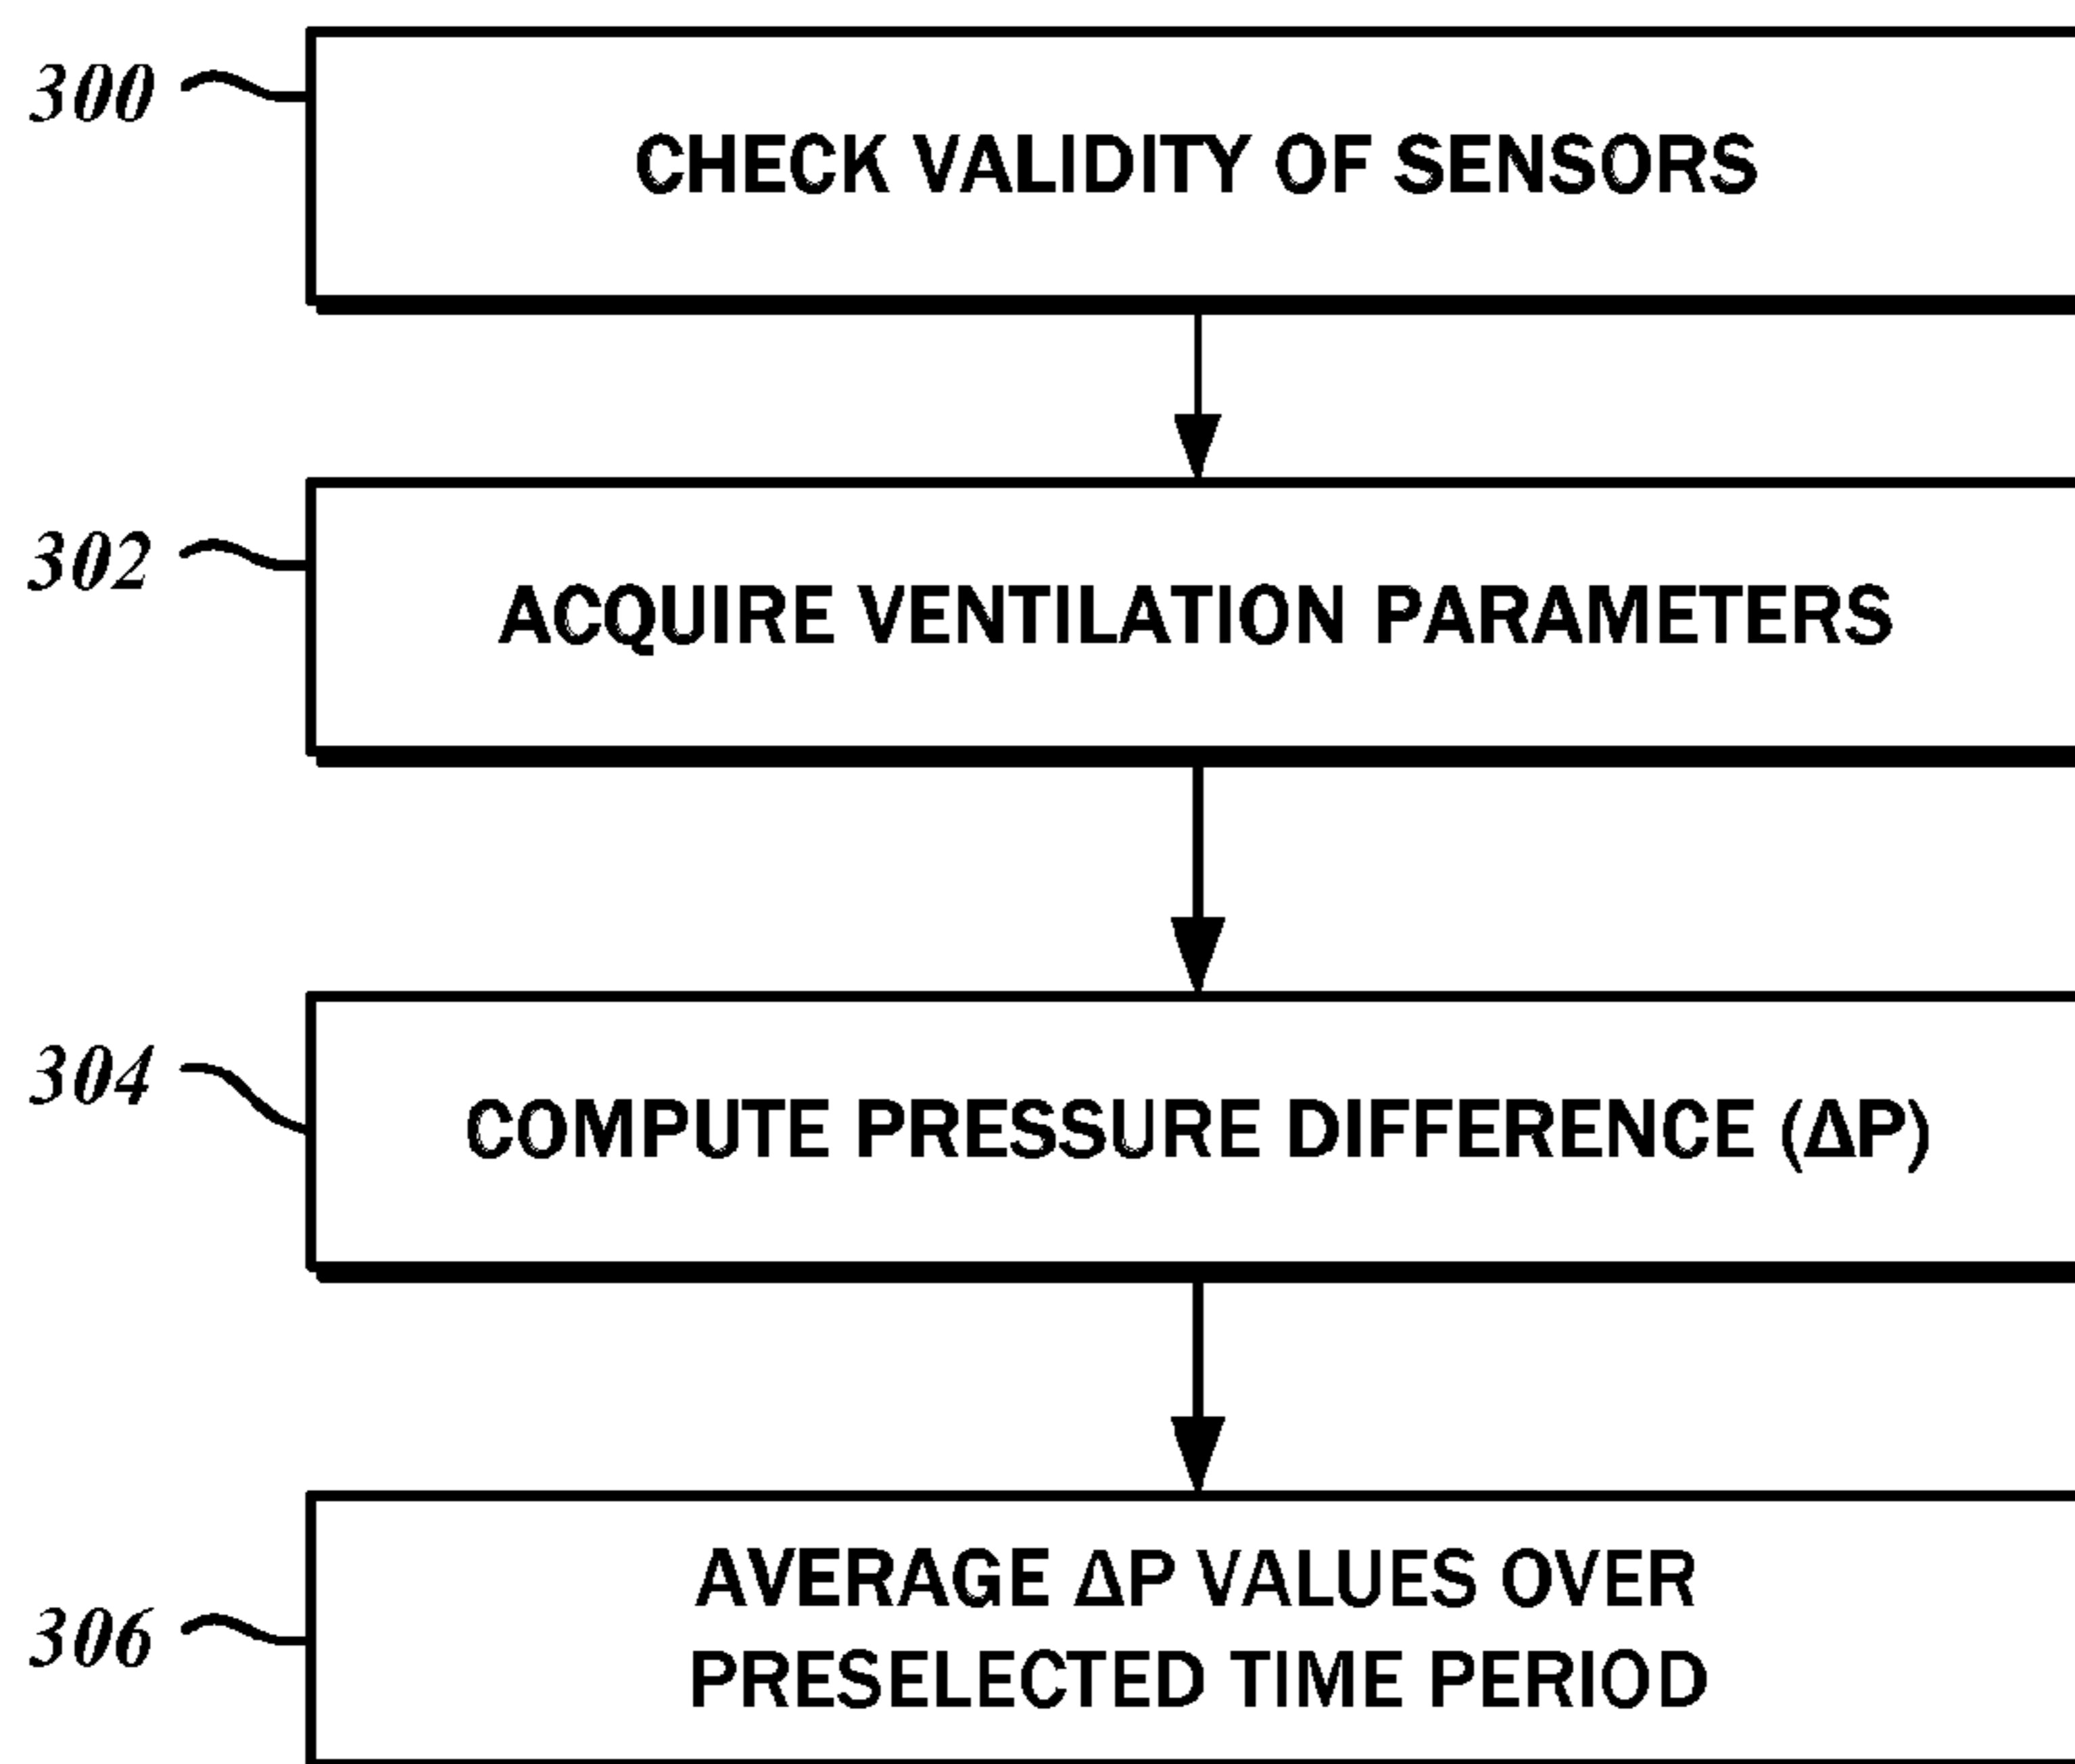 300
CHECK VALIDITY OF SENSORS
302
ACQUIRE VENTILATION PARAMETERS
304
COMPUTE PRESSURE DIFFERENCE (ΔP)
306
AVERAGE ΔP VALUES OVER
PRESELECTED TIME PERIOD